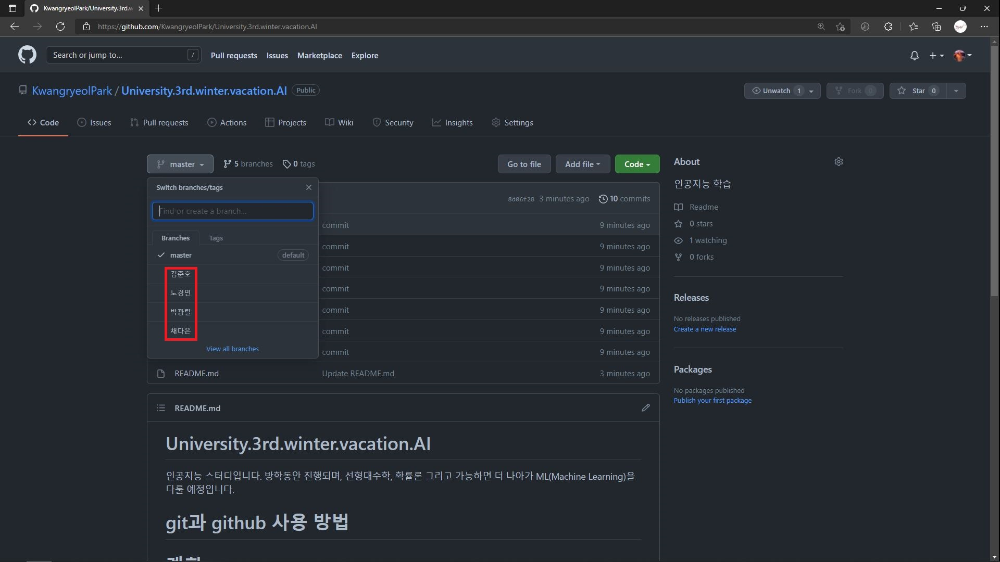 KwangryeolPark/University.3rd.w
https://github.com/KwangryeolPark/University.3rd.winter.vacation.AI
Search or jump to... /
Pull requests Issues Marketplace Explore
KwangryeolPark / University.3rd.winter.vacation.AI Public
Unwatch 1 Fork 0 Star 0
Code Issues Pull requests Actions Projects Wiki Security Insights Settings
master 5 branches 0 tags Go to file Add file Code
Switch branches/tags
Find or create a branch...
Branches Tags
master default
김준호
노경민
박광렬
채다은
View all branches
8d06f28 3 minutes ago 10 commits
commit 9 minutes ago
commit 9 minutes ago
commit 9 minutes ago
commit 9 minutes ago
commit 9 minutes ago
commit 9 minutes ago
commit 9 minutes ago
README.md Update README.md 3 minutes ago
README.md
University.3rd.winter.vacation.AI
인공지능 스터디입니다. 방학동안 진행되며, 선형대수학, 확률론 그리고 가능하면 더 나아가 ML(Machine Learning)을
다룰 예정입니다.
git과 github 사용 방법
About
인공지능 학습
Readme
0 stars
1 watching
0 forks
Releases
No releases published
Create a new release
Packages
No packages published
Publish your first package